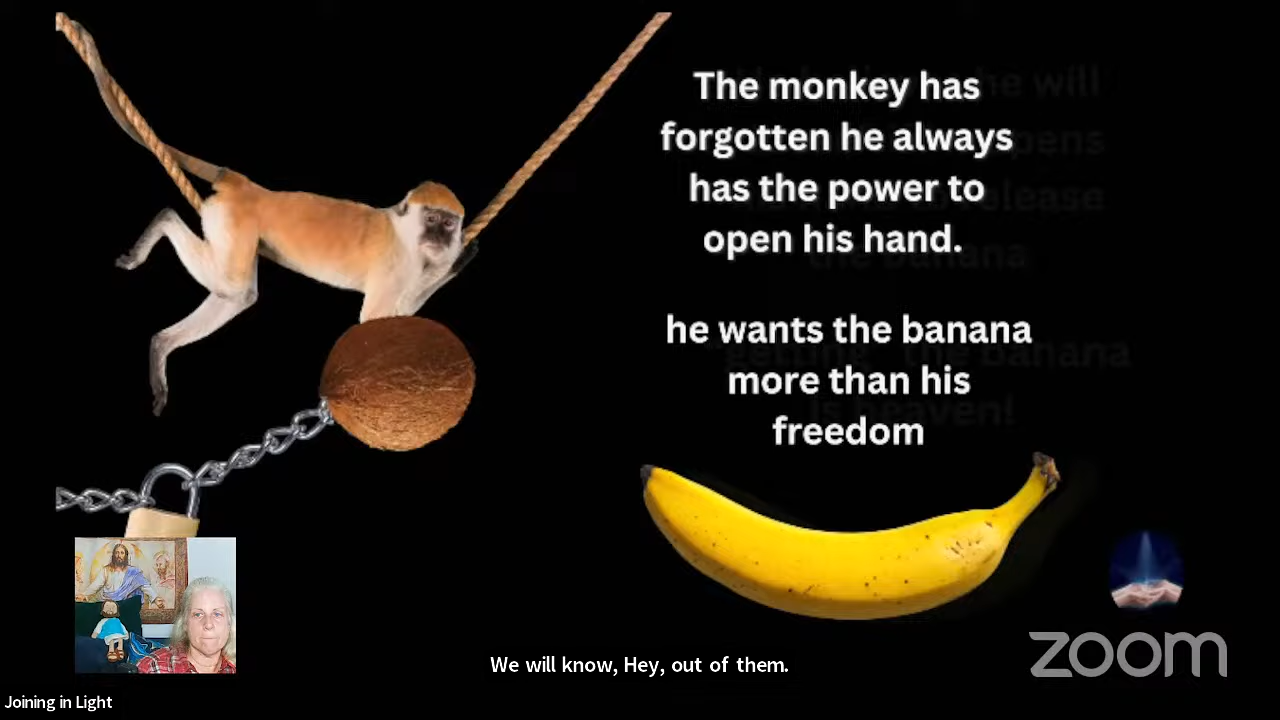 The monkey has
forgotten he always
has the power to
open his hand.
he wants the banana
more than his
freedom
We will know, Hey, out of them.
zoom
Joining in Light